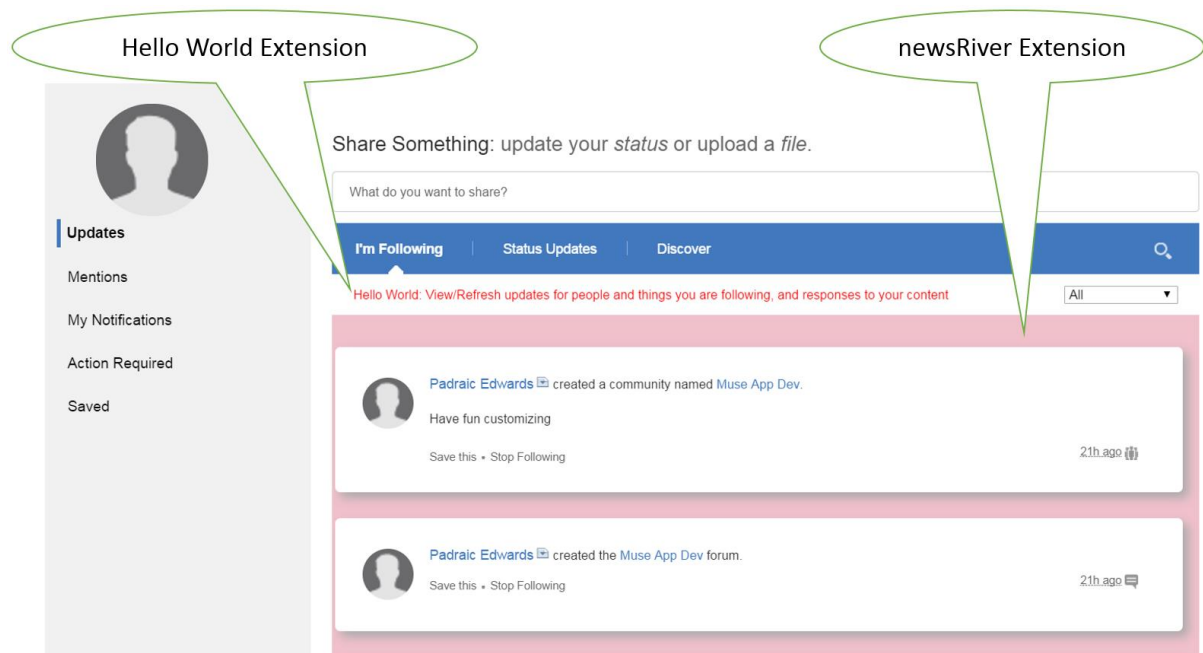 Hello World Extension
newsRiver Extension
Share Something: update your status or upload a file.
What do you want to share?
Updates
Mentions
My Notifications
Action Required
Saved
I'm Following
Status Updates
Discover
Hello World: View/Refresh updates for people and things you are following, and responses to your content
All
Padraic Edwards created a community named Muse App Dev.
Have fun customizing
Save this • Stop Following
21h ago
Padraic Edwards created the Muse App Dev forum.
Save this • Stop Following
21h ago